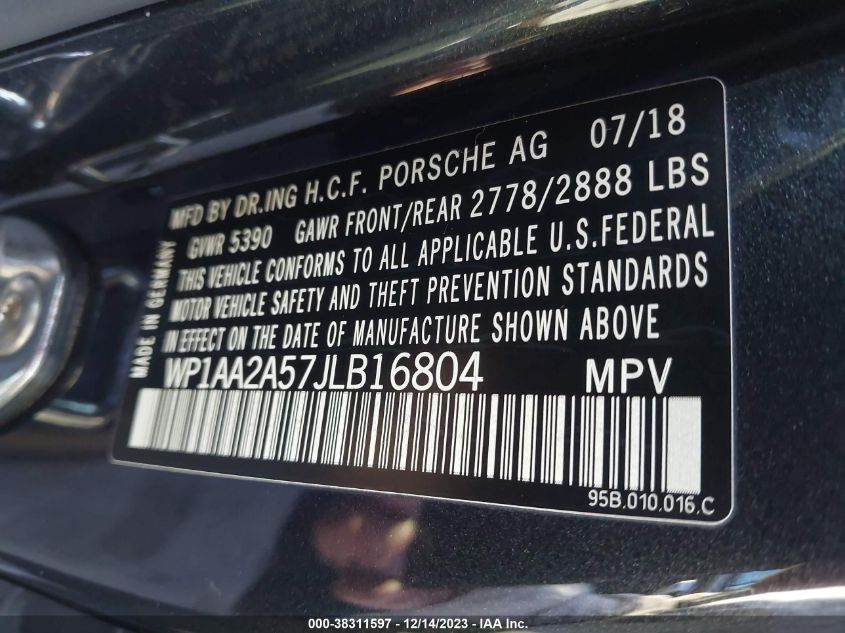 MFD BY DR.ING H.C.F. PORSCHE AG 07/18
GVWR 5390 GAWR FRONT/REAR 2778/2888 LBS
THIS VEHICLE CONFORMS TO ALL APPLICABLE U.S.FEDERAL
MOTOR VEHICLE SAFETY AND THEFT PREVENTION STANDARDS
IN EFFECT ON THE DATE OF MANUFACTURE SHOWN ABOVE
WP1AA2A57JLB16804 MPV
95B.010.016.C
MADE IN GERMANY
000-38311597 - 12/14/2023 - IAA Inc.